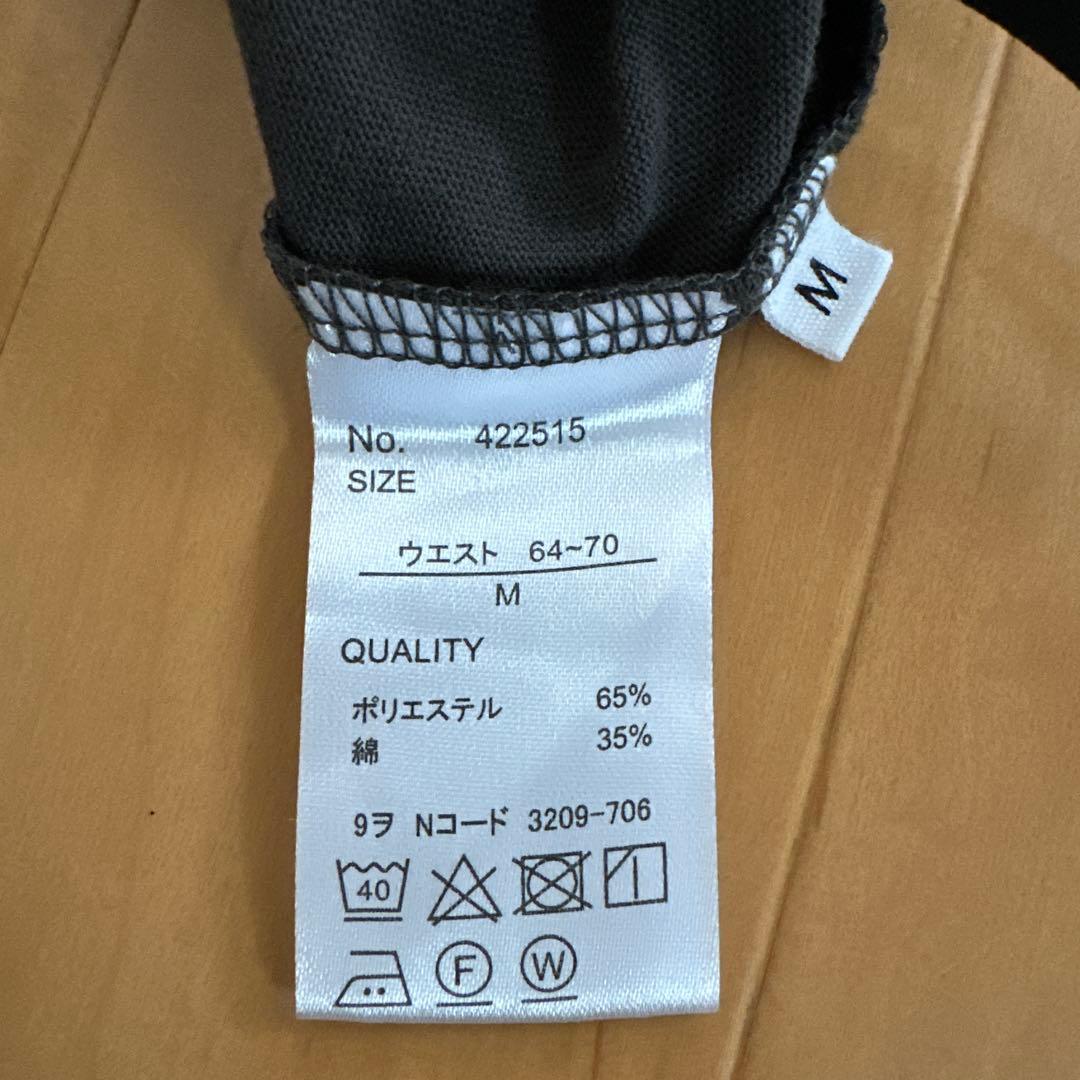 M
No. 422515
SIZE
ウエスト 64~70
M
QUALITY
ポリエステル 65%
綿 35%
9ヲ Nコード 3209-706
40
F W